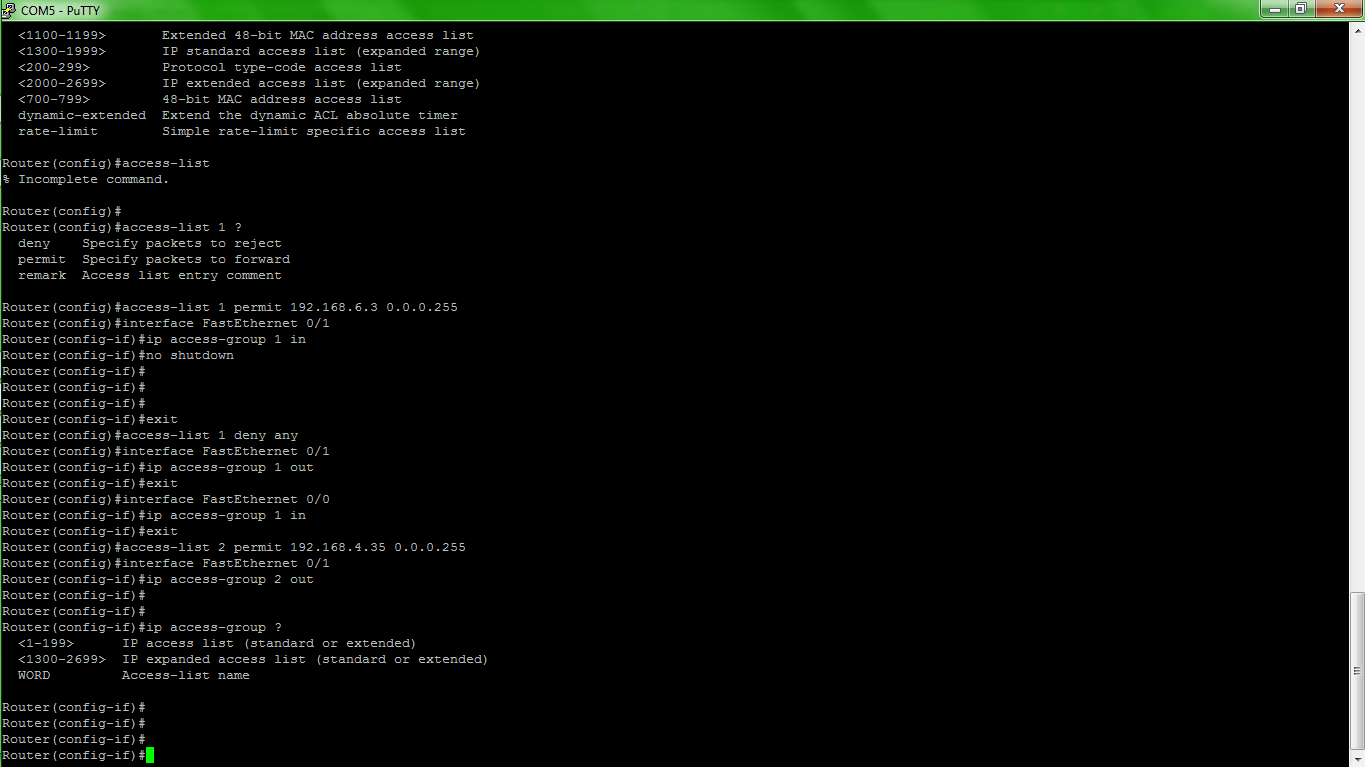 COM5 - PuTTY
<1100-1199>       Extended 48-bit MAC address access list
<1300-1999>       IP standard access list (expanded range)
<200-299>         Protocol type-code access list
<2000-2699>       IP extended access list (expanded range)
<700-799>         48-bit MAC address access list
dynamic-extended  Extend the dynamic ACL absolute timer
rate-limit        Simple rate-limit specific access list
Router(config)#access-list
% Incomplete command.
Router(config)#
Router(config)#access-list 1 ?
deny    Specify packets to reject
permit  Specify packets to forward
remark  Access list entry comment
Router(config)#access-list 1 permit 192.168.6.3 0.0.0.255
Router(config)#interface FastEthernet 0/1
Router(config-if)#ip access-group 1 in
Router(config-if)#no shutdown
Router(config-if)#
Router(config-if)#
Router(config-if)#
Router(config-if)#exit
Router(config)#access-list 1 deny any
Router(config)#interface FastEthernet 0/1
Router(config-if)#ip access-group 1 out
Router(config-if)#exit
Router(config)#interface FastEthernet 0/0
Router(config-if)#ip access-group 1 in
Router(config-if)#exit
Router(config)#access-list 2 permit 192.168.4.35 0.0.0.255
Router(config)#interface FastEthernet 0/1
Router(config-if)#ip access-group 2 out
Router(config-if)#
Router(config-if)#
Router(config-if)#ip access-group ?
<1-199>      IP access list (standard or extended)
<1300-2699>  IP expanded access list (standard or extended)
WORD         Access-list name
Router(config-if)#
Router(config-if)#
Router(config-if)#
Router(config-if)#